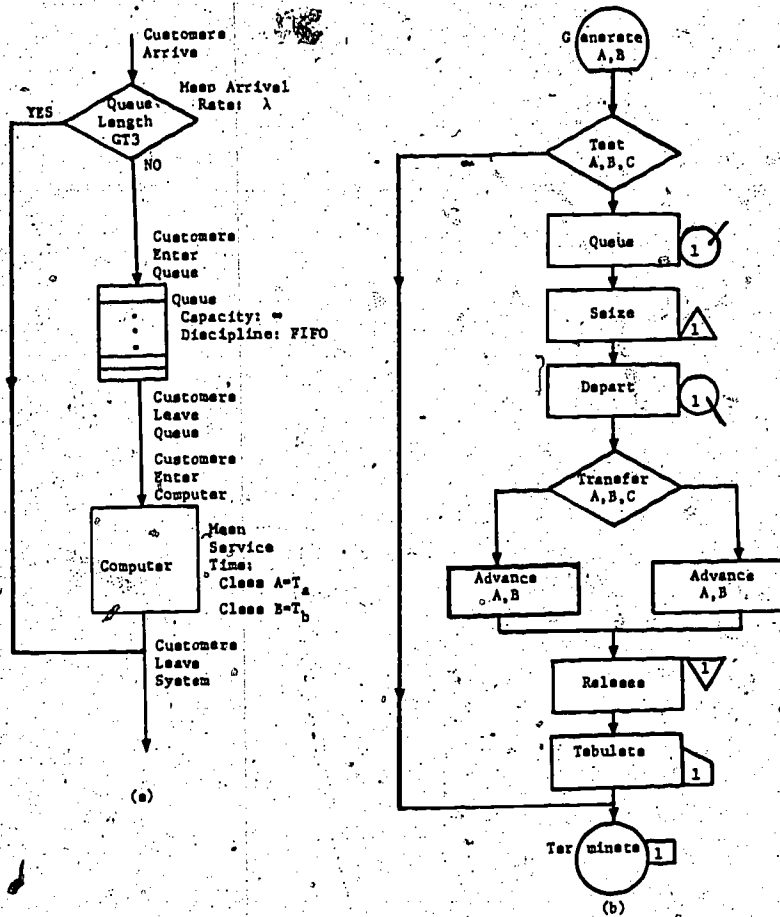 Customers
Arrive
Mean Arrival
Rate: λ
YES
Queue
Length
GT3
NO
Customers
Enter
Queue
Queue
Capacity: ∞
Discipline: FIFO
Customers
Leave
Queue
Customers
Enter
Computer
Computer
Mean
Service
Time:
Class A=Ta
Class B=Tb
Customers
Leave
System
(a)
Generate
A,B
Test
A,B,C
Queue
1
Seize
1
Depart
1
Transfer
A,B,C
Advance
A,B
Advance
A,B
Release
1
Tabulate
1
Terminate
1
(b)